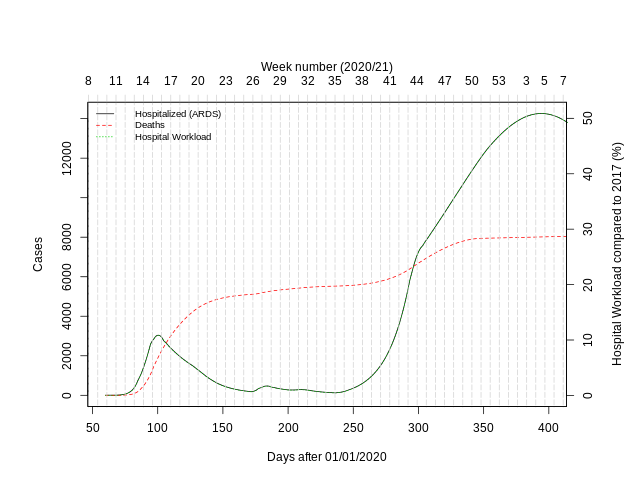 Week number (2020/21)
8 11 14 17 20 23 26 29 32 35 38 41 44 47 50 53 3 5 7
Hospitalized (ARDS)
Deaths
Hospital Workload
Cases
0 2000 4000 6000 8000 12000
Hospital Workload compared to 2017 (%)
0 10 20 30 40 50
50 100 150 200 250 300 350 400
Days after 01/01/2020